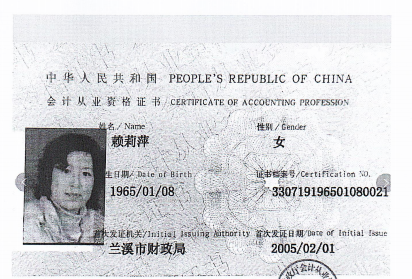 中华人民共和国 PEOPLE'S REPUBLIC OF CHINA
会计从业资格证书/CERTIFICATE OF ACCOUNTING PROFESSION
姓名/Name 性别/Gender
赖莉萍 女
生日期/Date of Birth 证书档案号/Certification NO.
1965/01/08 330719196501080021
首次发证机关/Initial Issuing Authority 首次发证日期/Date of Initial Issue
兰溪市财政局 2005/02/01